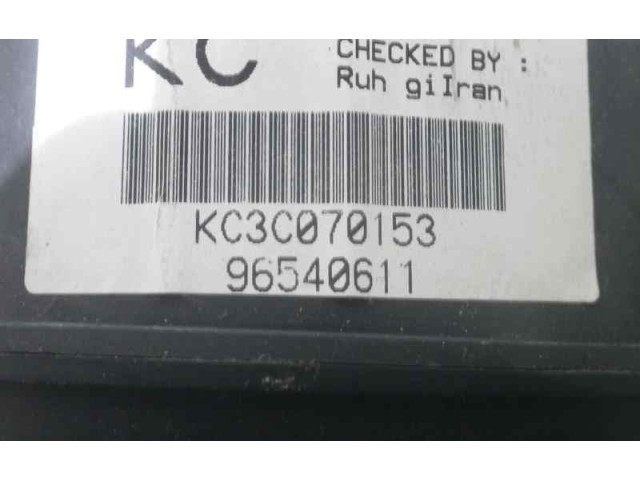 KC
CHECKED BY :
Ruh giIran
KC3C070153
96540611